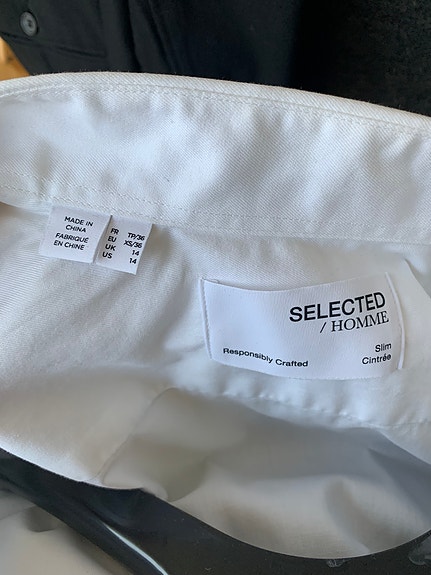 MADE IN
CHINA
FABRIQUÉ
EN CHINE
FR TP/36
EU XS/36
UK 14
US 14
SELECTED
/ HOMME
Responsibly Crafted
Slim
Cintrée